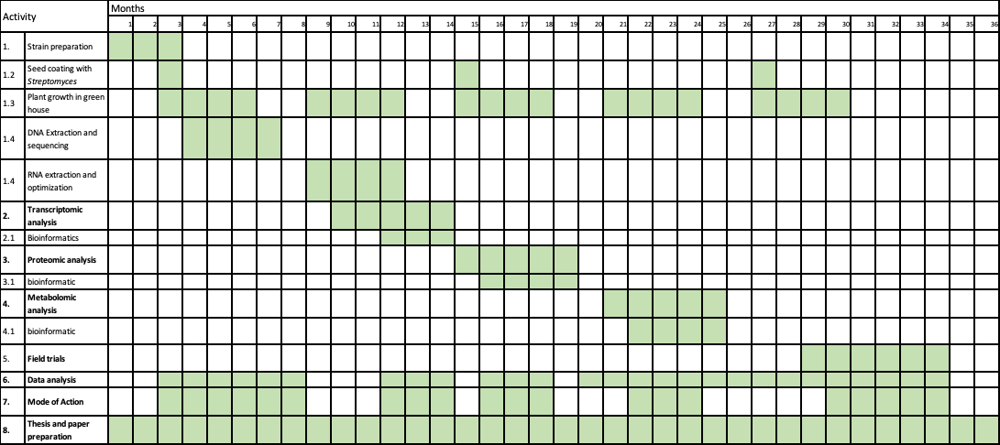 Activity
Months
1 2 3 4 5 6 7 8 9 10 11 12 13 14 15 16 17 18 19 20 21 22 23 24 25 26 27 28 29 30 31 32 33 34 35 36
1. Strain preparation
1.2 Seed coating with
Streptomyces
1.3 Plant growth in green
house
1.4 DNA Extraction and
sequencing
1.4 RNA extraction and
optimization
2. Transcriptomic
analysis
2.1 Bioinformatics
3. Proteomic analysis
3.1 bioinformatic
4. Metabolomic
analysis
4.1 bioinformatic
5. Field trials
6. Data analysis
7. Mode of Action
8. Thesis and paper
preparation